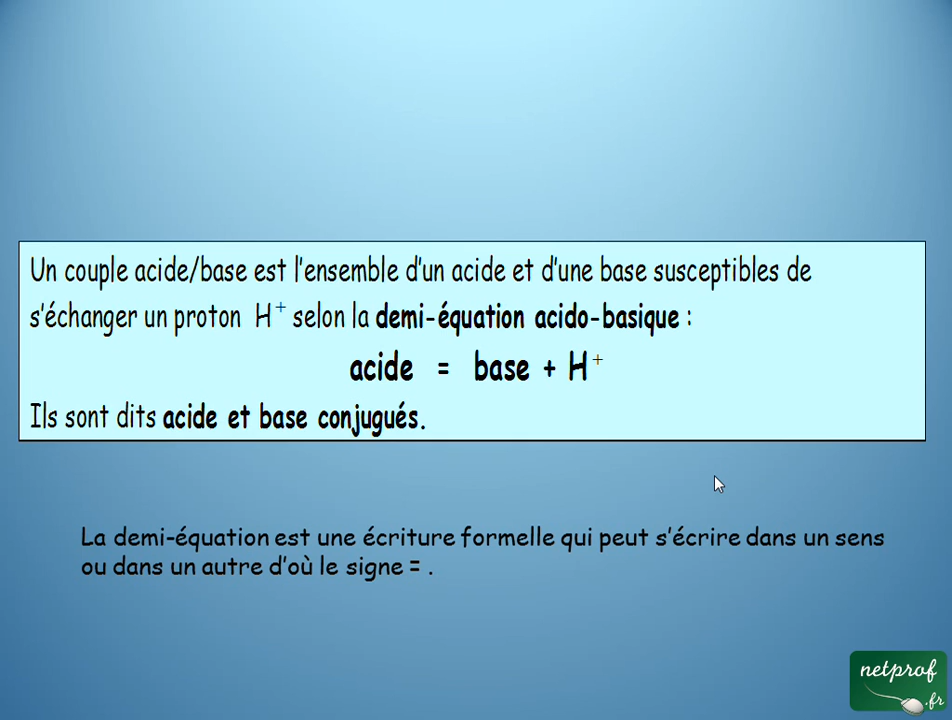 Un couple acide/base est l'ensemble d'un acide et d'une base susceptibles de
s'échanger un proton H⁺ selon la demi-équation acido-basique :
acide = base + H⁺
Ils sont dits acide et base conjugués.
La demi-équation est une écriture formelle qui peut s'écrire dans un sens
ou dans un autre d'où le signe = .
netprof
.fr